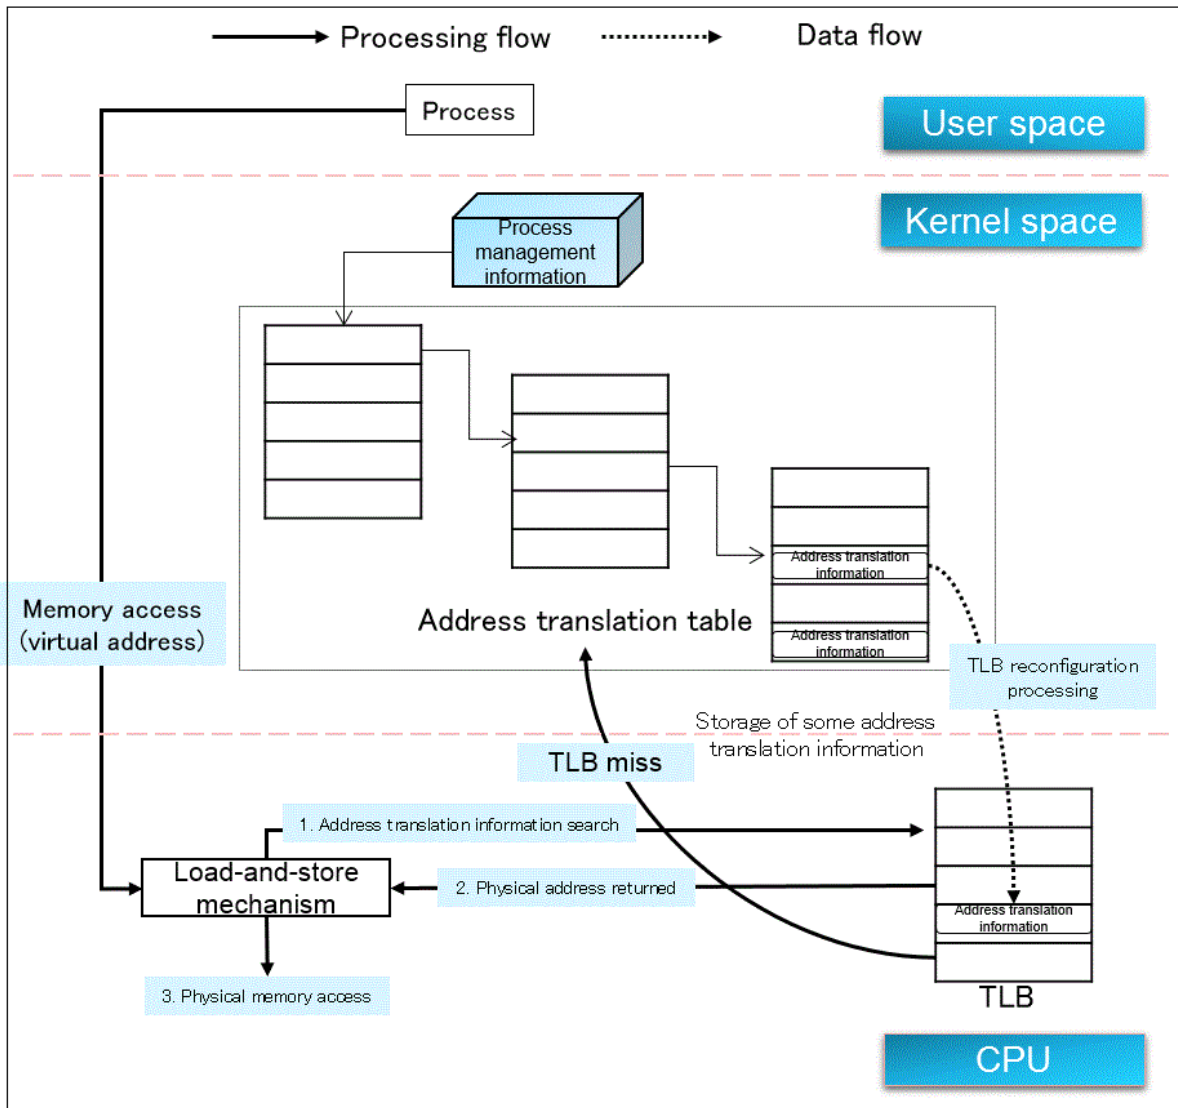 Processing flow
Data flow
Process
User space
Kernel space
Process
management
information
Address translation
information
Address translation
information
Memory access
(virtual address)
Address translation table
TLB reconfiguration
processing
Storage of some address
translation information
TLB miss
1. Address translation information search
Load-and-store
mechanism
2. Physical address returned
Address translation
information
3. Physical memory access
TLB
CPU